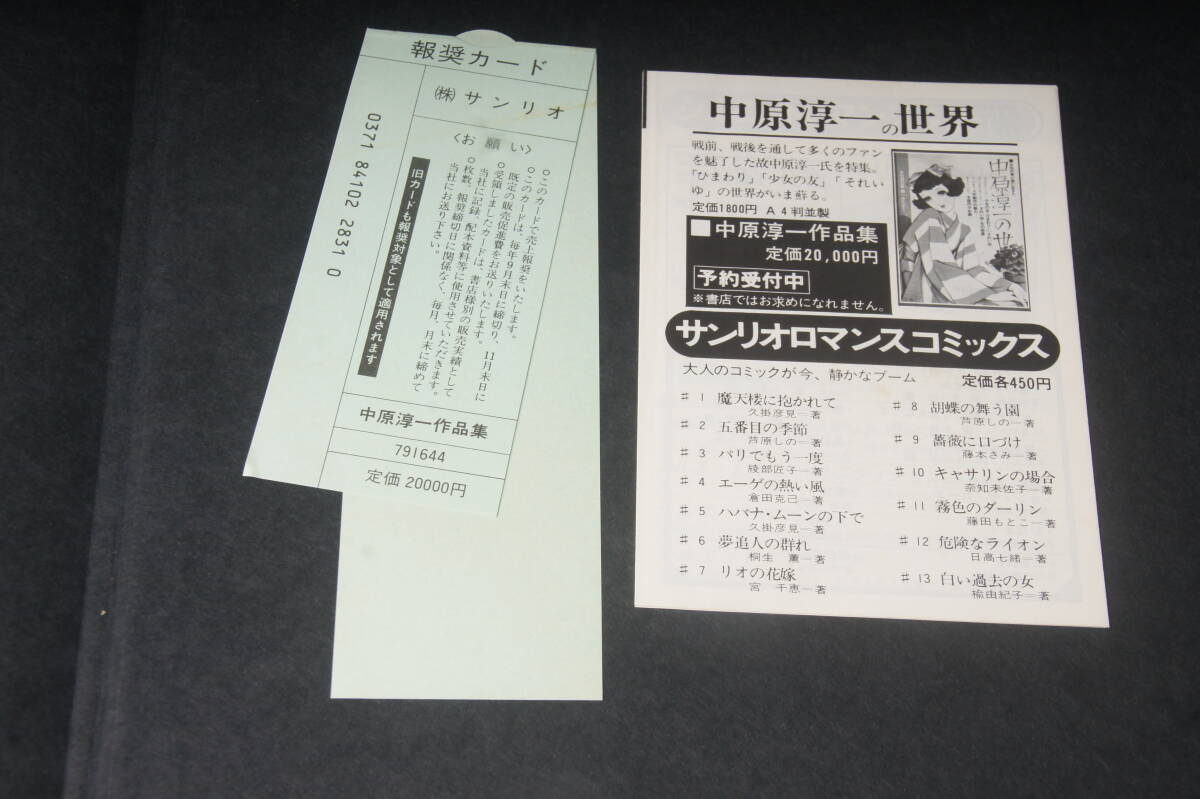 報奨カード
㈱サンリオ
〈お願い〉
○このカードで売上報奨をいたします。
○このカードは、毎年9月末日に締切り、11月末日に
既定の販売促進費をお送りいたします。
○受領しましたカードは、書店様別の販売実績として
当社に記録、配本資料等に使用させていただきます。
○枚数、報奨締切日に関係なく、毎月、月末に締めて
当社にお送り下さい。
旧カードも報奨対象として適用されます
0371 84102 2831 0
中原淳一作品集
791644
定価 20000円
中原淳一の世界
戦前、戦後を通して多くのファン
を魅了した故中原淳一氏を特集。
「ひまわり」「少女の友」「それい
ゆ」の世界がいま蘇る。
定価1800円 A4判並製
■中原淳一作品集
定価20,000円
予約受付中
※書店ではお求めになれません。
中原淳一の世
サンリオロマンスコミックス
大人のコミックが今、静かなブーム 定価各450円
♯1 魔天楼に抱かれて
久掛彦見―著
♯2 五番目の季節
芦原しの―著
♯3 パリでもう一度
綾部匠子―著
♯4 エーゲの熱い風
倉田克己―著
♯5 ハバナ・ムーンの下で
久掛彦見―著
♯6 夢追人の群れ
桐生 薫―著
♯7 リオの花嫁
宮 千恵―著
♯8 胡蝶の舞う園
芦原しの―著
♯9 薔薇に口づけ
藤本さみ―著
♯10 キャサリンの場合
奈知未佐子―著
♯11 霧色のダーリン
藤田もとこ―著
♯12 危険なライオン
日高七緒―著
♯13 白い過去の女
楡由紀子―著